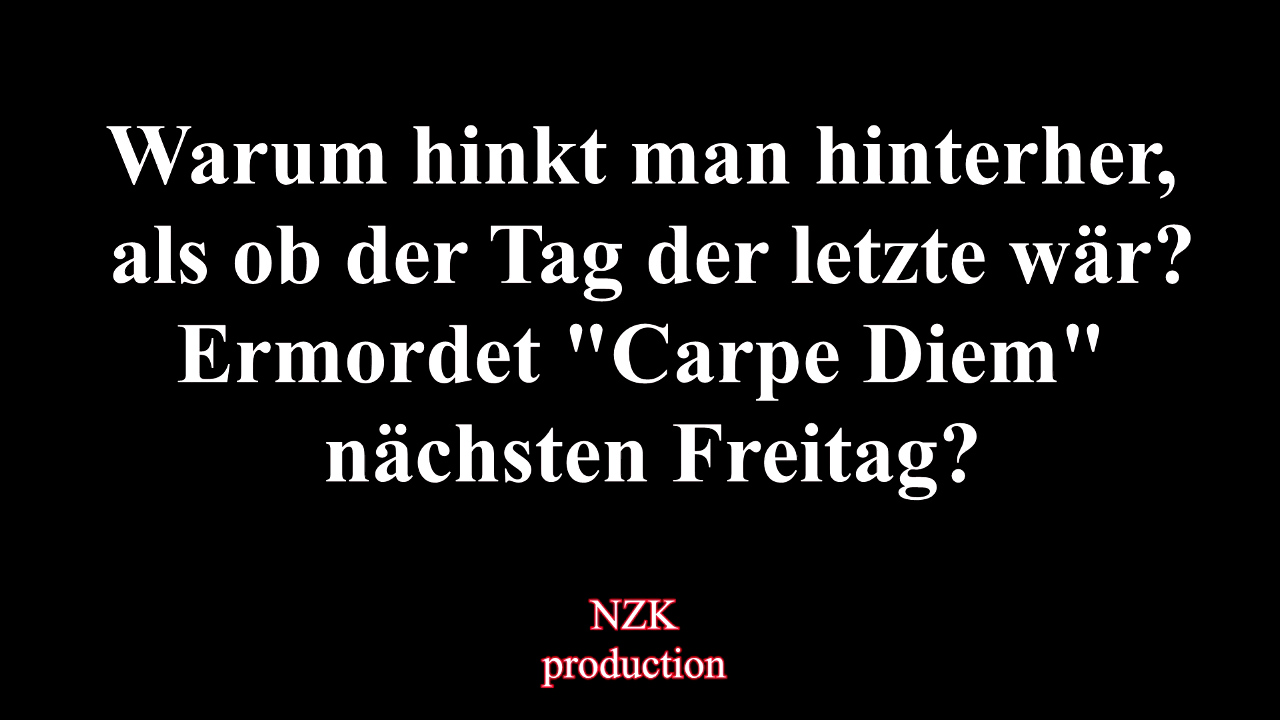 Warum hinkt man hinterher,
als ob der Tag der letzte wär?
Ermordet "Carpe Diem"
nächsten Freitag?
NZK
production